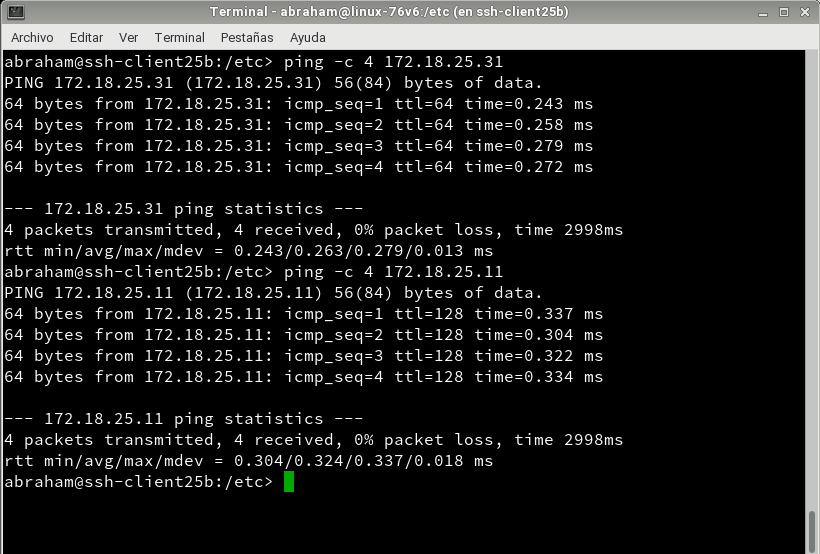 Terminal - abraham@linux-76v6:/etc (en ssh-client25b)
Archivo Editar Ver Terminal Pestañas Ayuda
abraham@ssh-client25b:/etc> ping -c 4 172.18.25.31
PING 172.18.25.31 (172.18.25.31) 56(84) bytes of data.
64 bytes from 172.18.25.31: icmp_seq=1 ttl=64 time=0.243 ms
64 bytes from 172.18.25.31: icmp_seq=2 ttl=64 time=0.258 ms
64 bytes from 172.18.25.31: icmp_seq=3 ttl=64 time=0.279 ms
64 bytes from 172.18.25.31: icmp_seq=4 ttl=64 time=0.272 ms
--- 172.18.25.31 ping statistics ---
4 packets transmitted, 4 received, 0% packet loss, time 2998ms
rtt min/avg/max/mdev = 0.243/0.263/0.279/0.013 ms
abraham@ssh-client25b:/etc> ping -c 4 172.18.25.11
PING 172.18.25.11 (172.18.25.11) 56(84) bytes of data.
64 bytes from 172.18.25.11: icmp_seq=1 ttl=128 time=0.337 ms
64 bytes from 172.18.25.11: icmp_seq=2 ttl=128 time=0.304 ms
64 bytes from 172.18.25.11: icmp_seq=3 ttl=128 time=0.322 ms
64 bytes from 172.18.25.11: icmp_seq=4 ttl=128 time=0.334 ms
--- 172.18.25.11 ping statistics ---
4 packets transmitted, 4 received, 0% packet loss, time 2998ms
rtt min/avg/max/mdev = 0.304/0.324/0.337/0.018 ms
abraham@ssh-client25b:/etc>